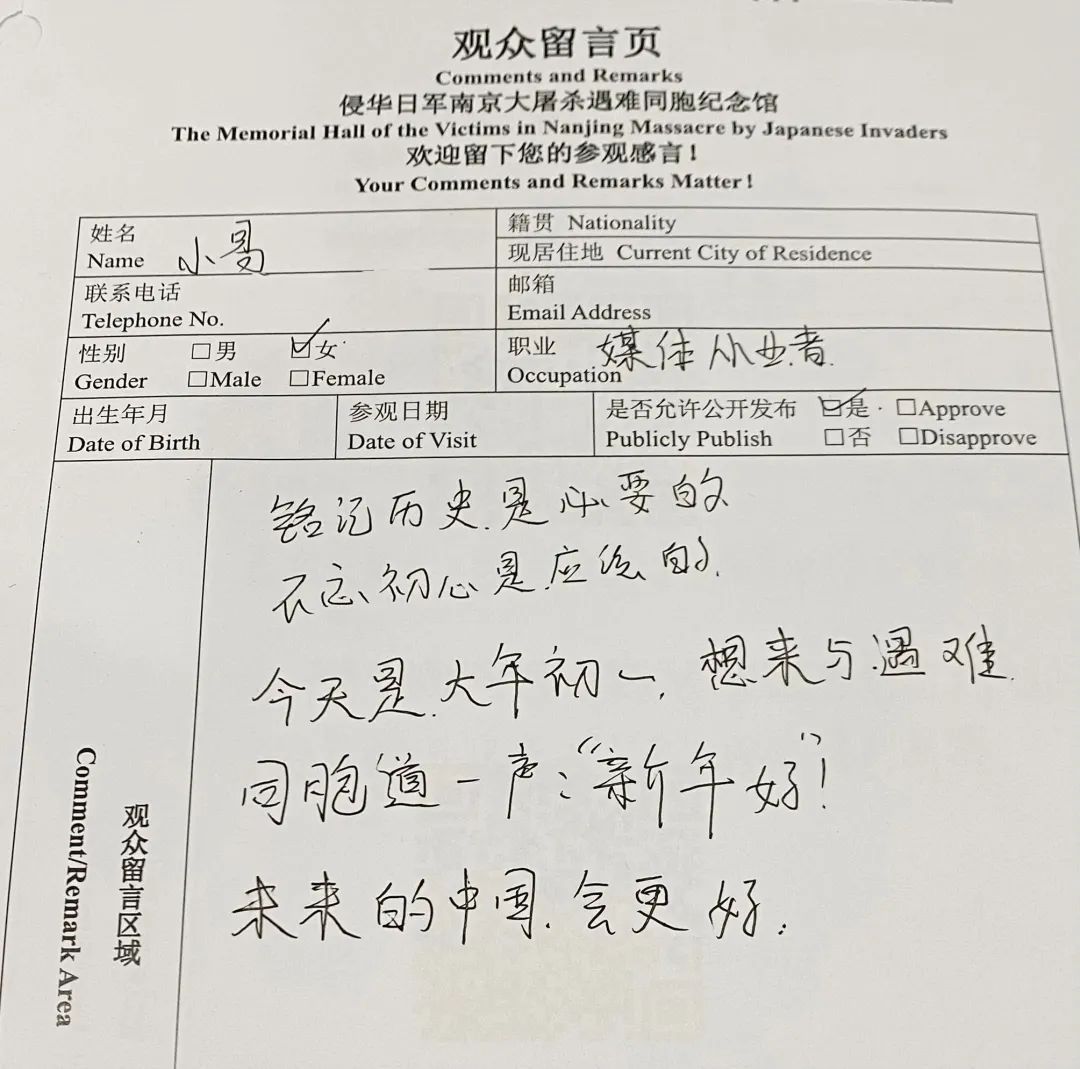 观众留言页
Comments and Remarks
侵华日军南京大屠杀遇难同胞纪念馆
The Memorial Hall of the Victims in Nanjing Massacre by Japanese Invaders
欢迎留下您的参观感言！
Your Comments and Remarks Matter！
姓名
Name 小
籍贯 Nationality
现居住地 Current City of Residence
联系电话
Telephone No.
邮箱
Email Address
性别 □男 ☑女
Gender □Male □Female
职业 媒体从业者
Occupation
出生年月
Date of Birth
参观日期
Date of Visit
是否允许公开发布 ☑是 □Approve
Publicly Publish □否 □Disapprove
观众留言区域
Comment/Remark Area
铭记历史是必要的
不忘初心是应该的
今天是大年初一，想来与遇难
同胞道一声：“新年好”！
未来的中国会更好.